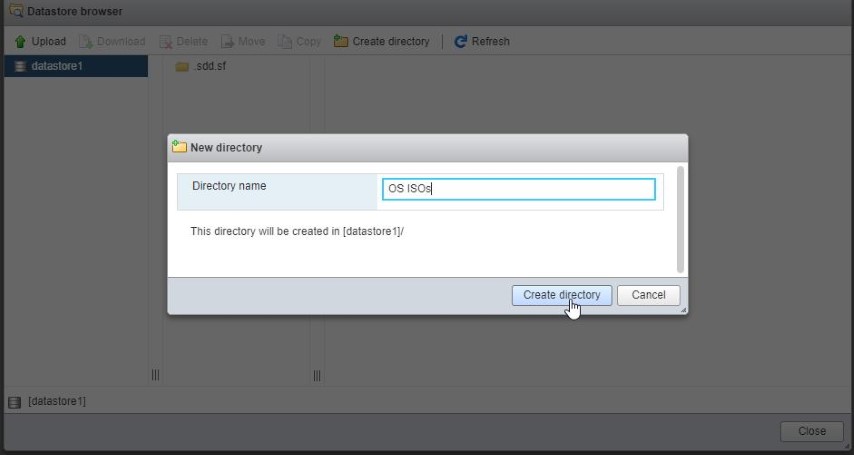 Datastore browser
Upload Download Delete Move Copy Create directory Refresh
datastore1 .sdd.sf
New directory
Directory name OS ISOs
This directory will be created in [datastore1]/
Create directory Cancel
[datastore1]
Close